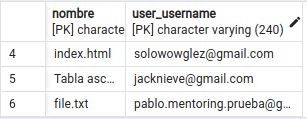 nombre user_username
[PK] characte [PK] character varying (240)
4 index.html solowowglez@gmail.com
5 Tabla asc... jacknieve@gmail.com
6 file.txt pablo.mentoring.prueba@g...